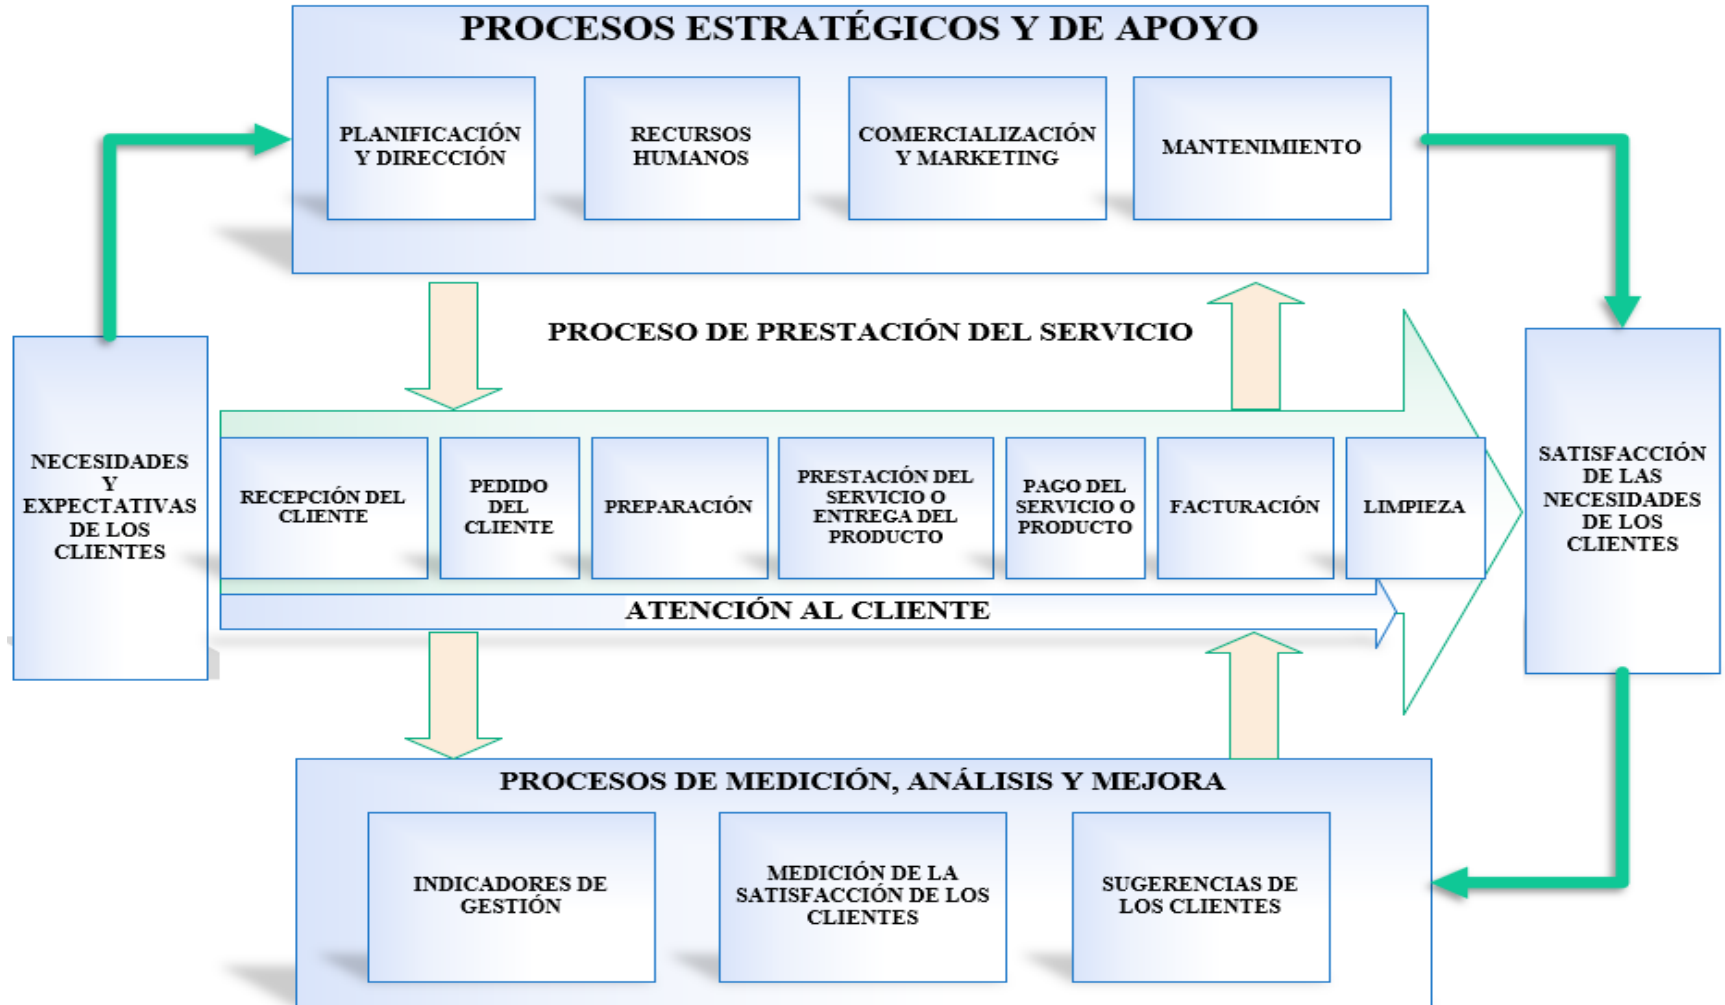 PROCESOS ESTRATÉGICOS Y DE APOYO
PLANIFICACIÓN
Y DIRECCIÓN
RECURSOS
HUMANOS
COMERCIALIZACIÓN
Y MARKETING
MANTENIMIENTO
PROCESO DE PRESTACIÓN DEL SERVICIO
NECESIDADES
Y
EXPECTATIVAS
DE LOS
CLIENTES
RECEPCIÓN DEL
CLIENTE
PEDIDO
DEL
CLIENTE
PREPARACIÓN
PRESTACIÓN DEL
SERVICIO O
ENTREGA DEL
PRODUCTO
PAGO DEL
SERVICIO O
PRODUCTO
FACTURACIÓN
LIMPIEZA
SATISFACCIÓN
DE LAS
NECESIDADES
DE LOS
CLIENTES
ATENCIÓN AL CLIENTE
PROCESOS DE MEDICIÓN, ANÁLISIS Y MEJORA
INDICADORES DE
GESTIÓN
MEDICIÓN DE LA
SATISFACCIÓN DE LOS
CLIENTES
SUGERENCIAS DE
LOS CLIENTES